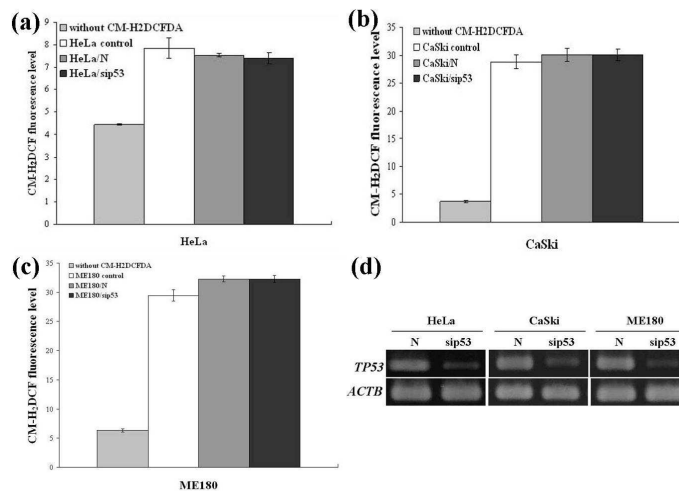 (a)
without CM-H2DCFDA
HeLa control
HeLa/N
HeLa/sip53
CM-H2DCF fluorescence level
9
8
7
6
5
4
3
2
1
0
HeLa
(b)
without CM-H2DCFDA
CaSki control
CaSki/N
CaSki/sip53
CM-H2DCF fluorescence level
35
30
25
20
15
10
5
0
CaSki
(c)
without CM-H2DCFDA
ME180 control
ME180/N
ME180/sip53
CM-H2DCF fluorescence level
35
30
25
20
15
10
5
0
ME180
(d)
HeLa CaSki ME180
N sip53 N sip53 N sip53
TP53
ACTB